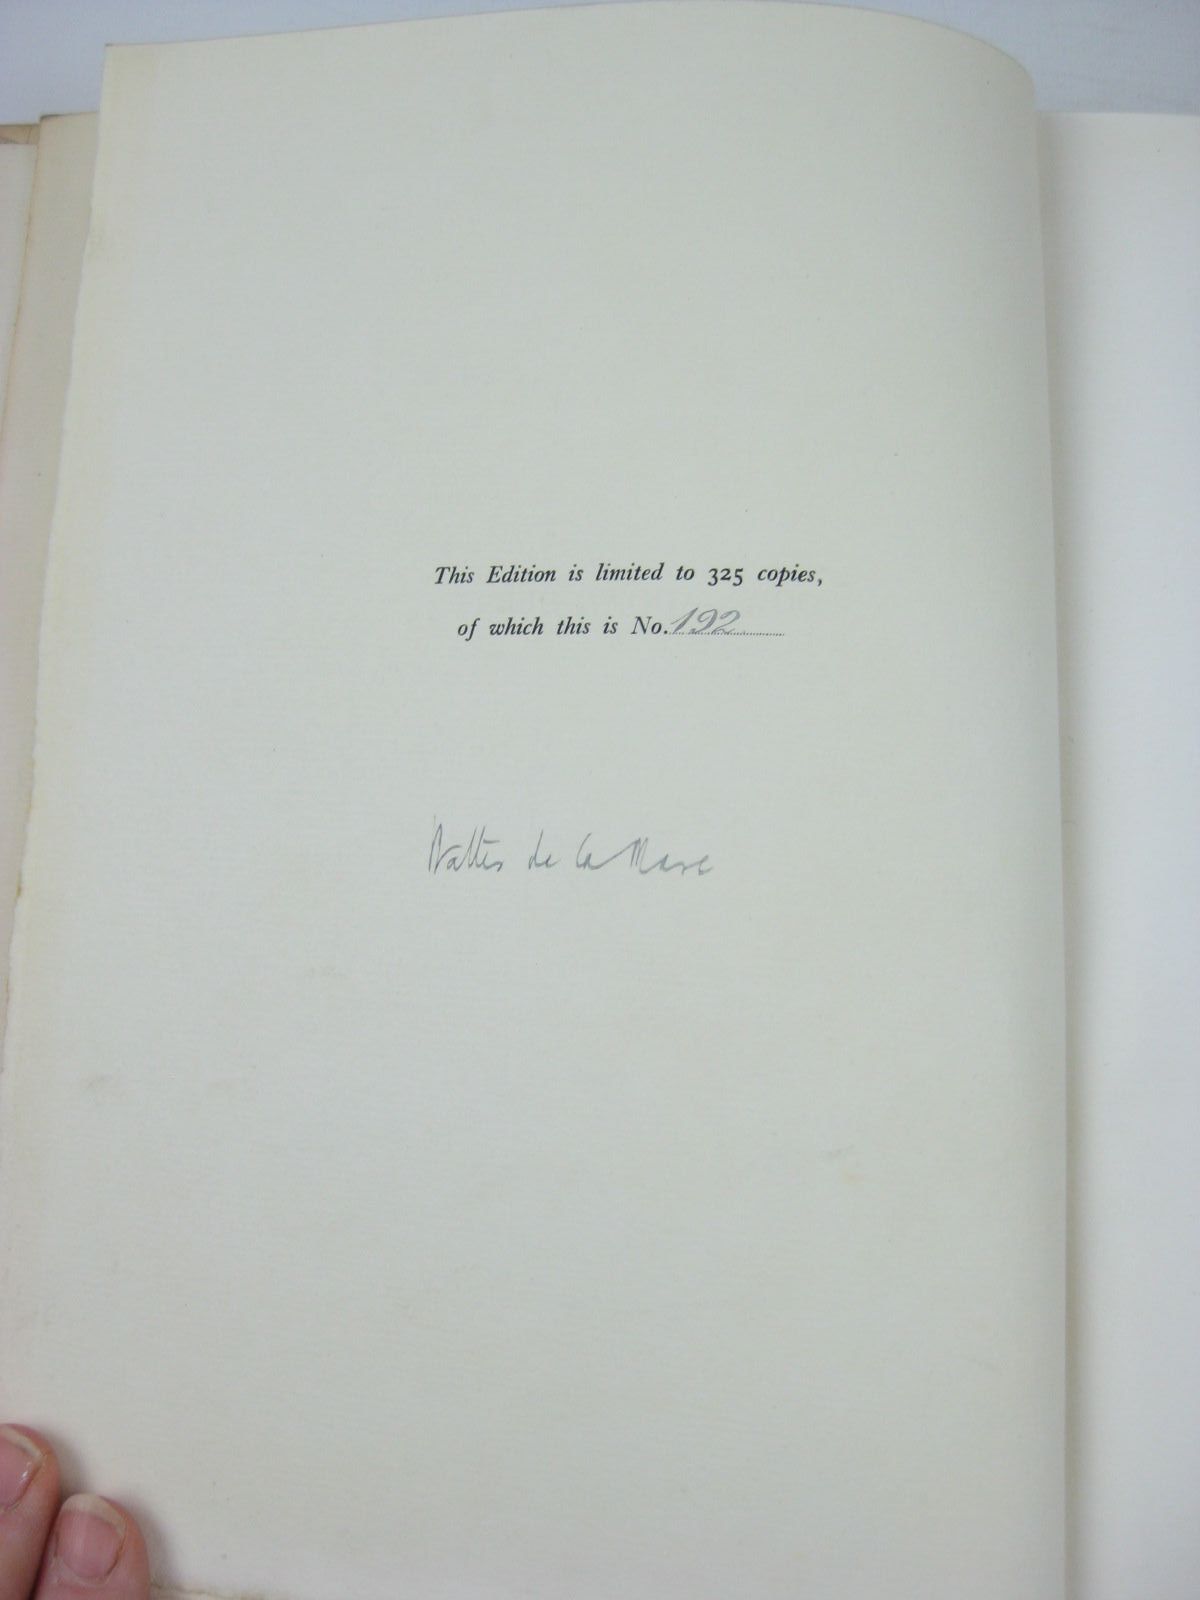 This Edition is limited to 325 copies,
of which this is No. 192
Walter de la Mare